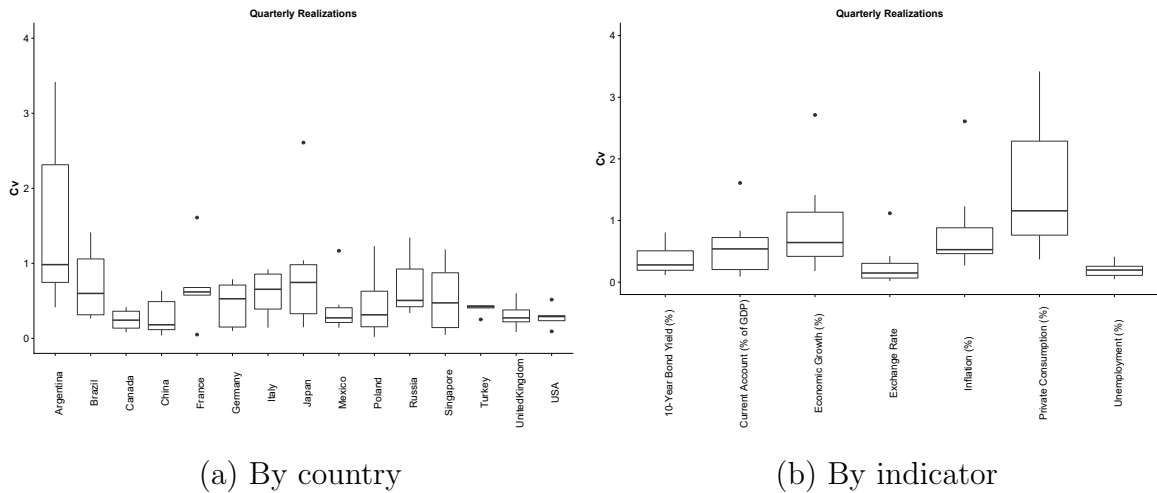 Quarterly Realizations
4
3
2
1
0
Cv
Argentina
Brazil
Canada
China
France
Germany
Italy
Japan
Mexico
Poland
Russia
Singapore
Turkey
UnitedKingdom
USA
(a) By country
Quarterly Realizations
4
3
2
1
0
Cv
10-Year Bond Yield (%)
Current Account (% of GDP)
Economic Growth (%)
Exchange Rate
Inflation (%)
Private Consumption (%)
Unemployment (%)
(b) By indicator